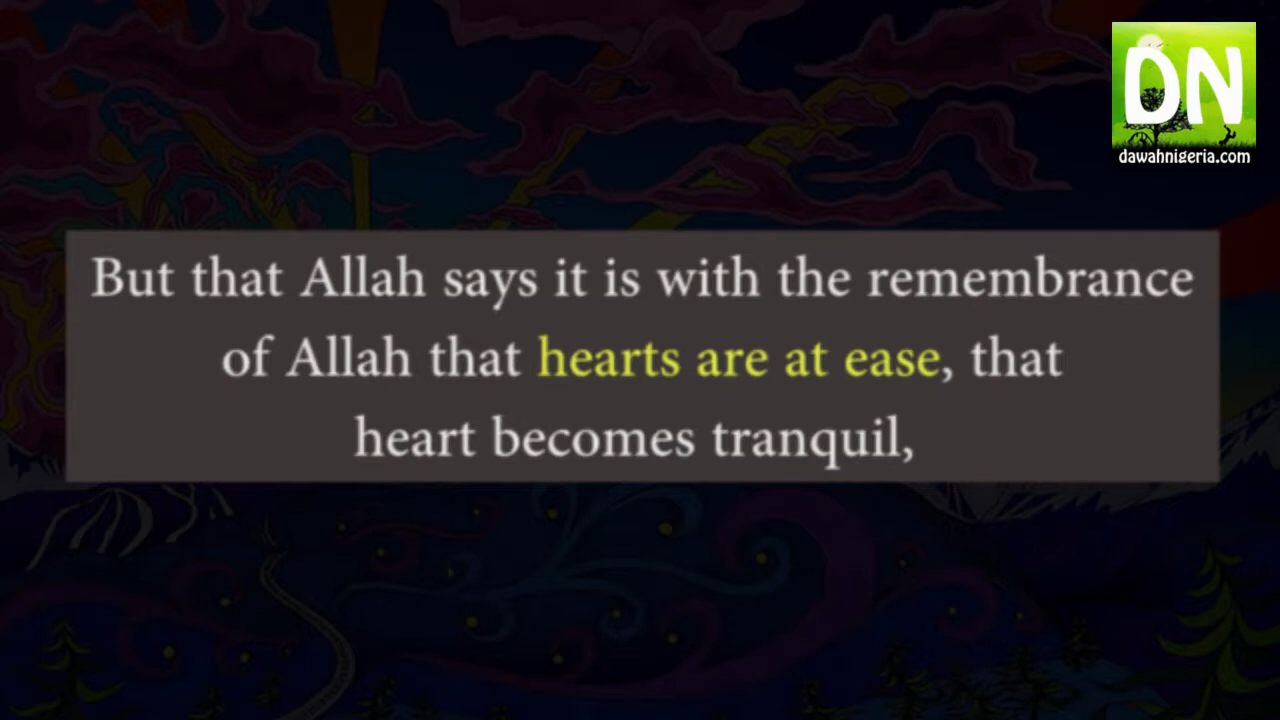 DN
dawahnigeria.com
But that Allah says it is with the remembrance
of Allah that hearts are at ease, that
heart becomes tranquil,